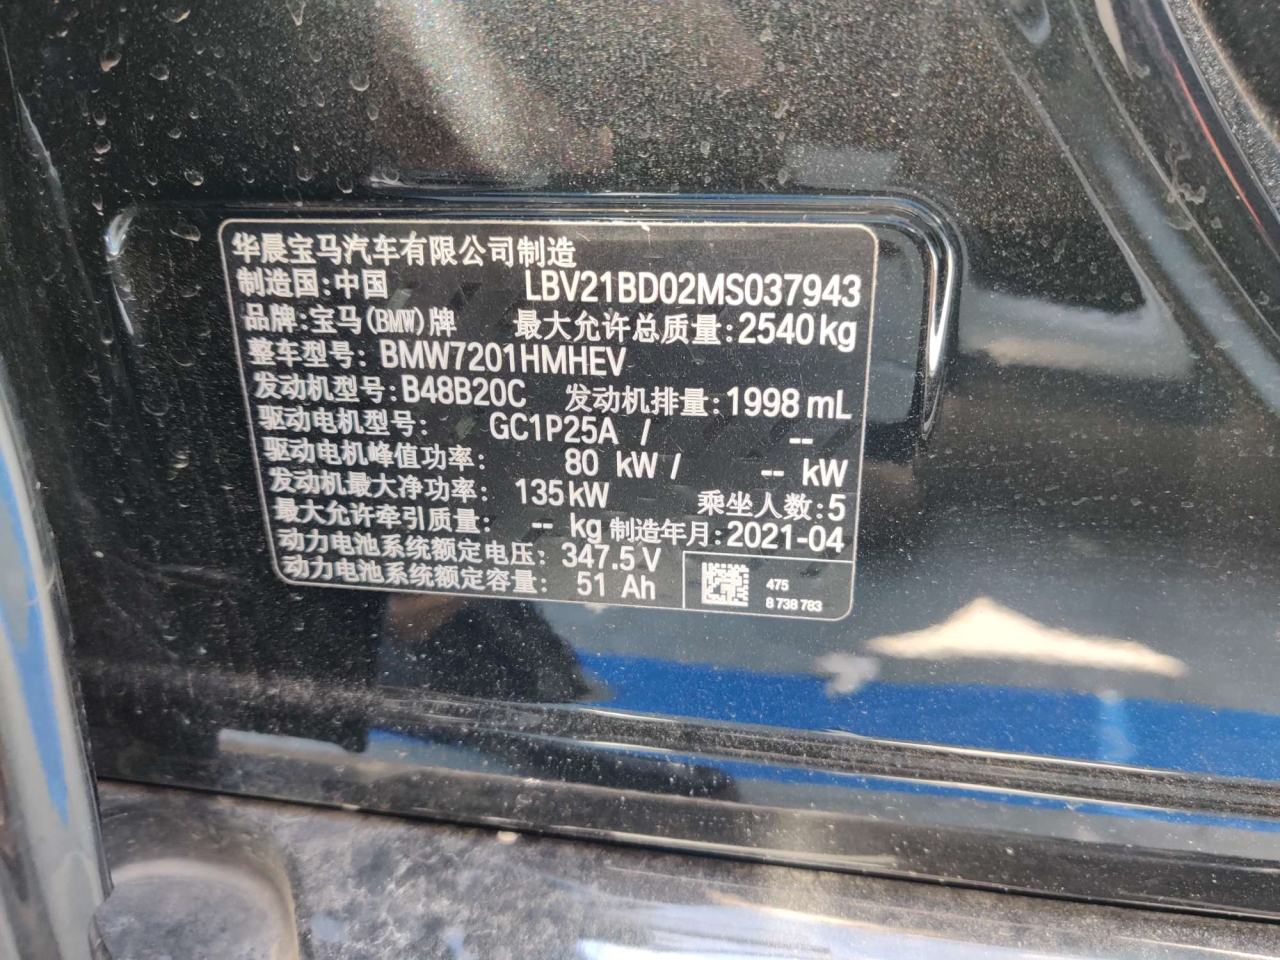 华晨宝马汽车有限公司制造
制造国:中国 LBV21BD02MS037943
品牌:宝马(BMW)牌 最大允许总质量:2540kg
整车型号: BMW7201HMHEV
发动机型号:B48B20C 发动机排量:1998 mL
驱动电机型号: GC1P25A / --
驱动电机峰值功率: 80 kW / -- kW
发动机最大净功率: 135kW 乘坐人数:5
最大允许牵引质量: -- kg 制造年月:2021-04
动力电池系统额定电压: 347.5 V
动力电池系统额定容量: 51 Ah
475
8 738 783